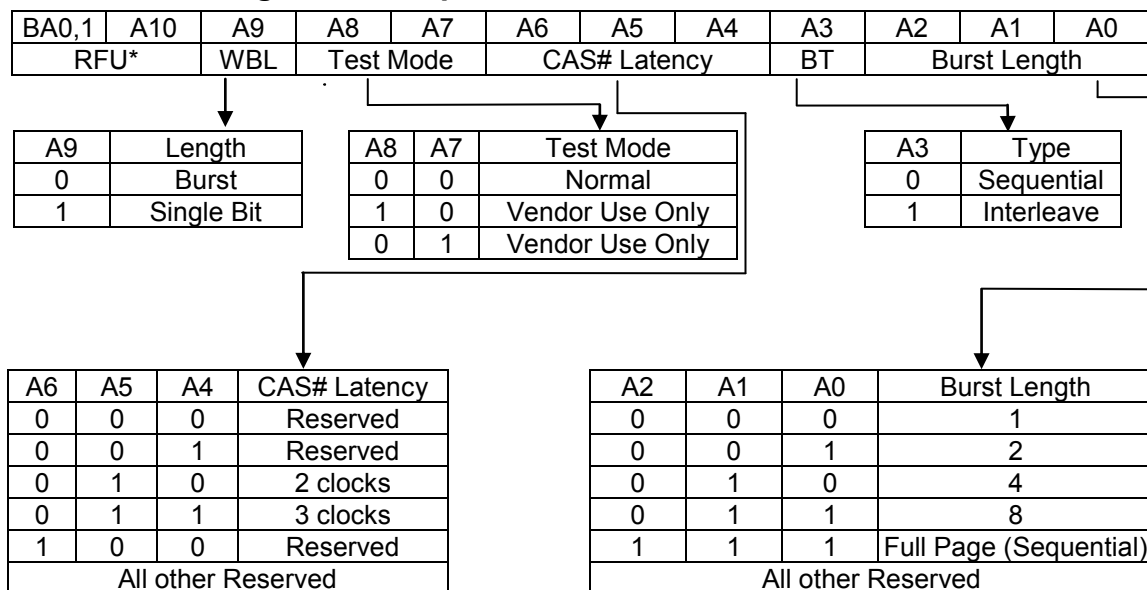 BA0,1 A10 A9 A8 A7 A6 A5 A4 A3 A2 A1 A0
RFU* WBL Test Mode CAS# Latency BT Burst Length
A9 Length
0 Burst
1 Single Bit
A8 A7 Test Mode
0 0 Normal
1 0 Vendor Use Only
0 1 Vendor Use Only
A3 Type
0 Sequential
1 Interleave
A6 A5 A4 CAS# Latency
0 0 0 Reserved
0 0 1 Reserved
0 1 0 2 clocks
0 1 1 3 clocks
1 0 0 Reserved
All other Reserved
A2 A1 A0 Burst Length
0 0 0 1
0 0 1 2
0 1 0 4
0 1 1 8
1 1 1 Full Page (Sequential)
All other Reserved